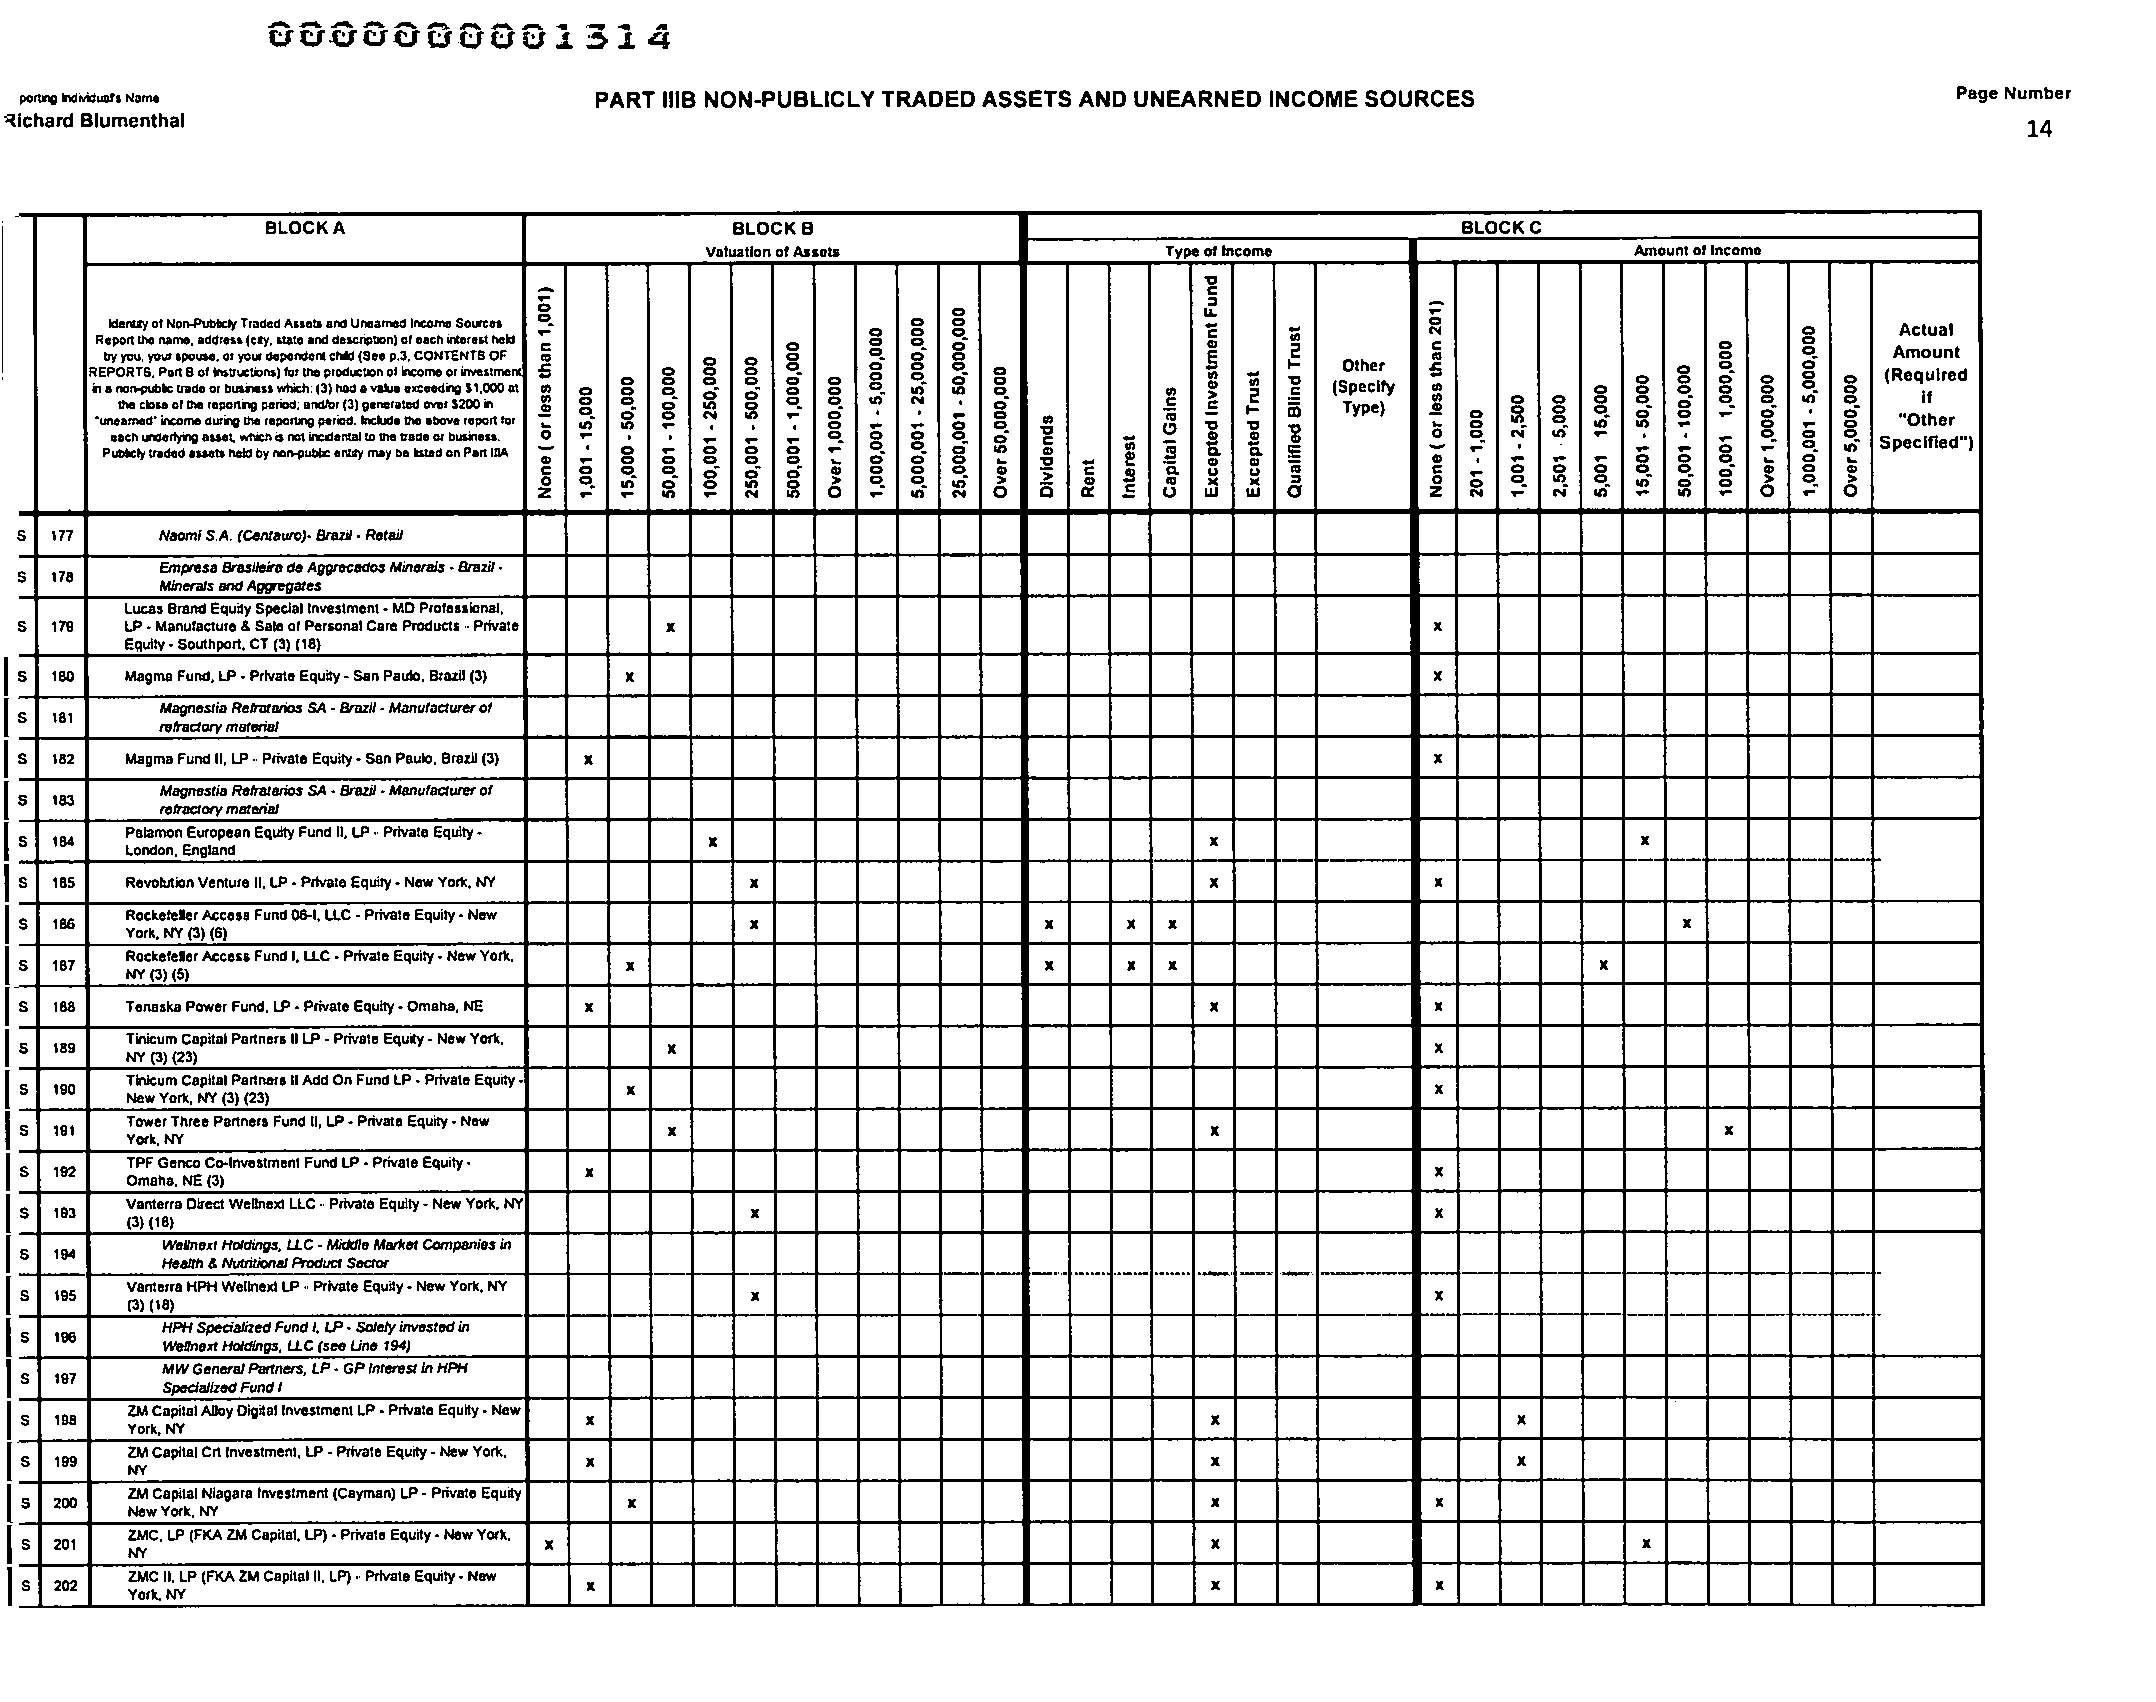 0000000001314
porting Individual's Name
Richard Blumenthal
PART IIIB NON-PUBLICLY TRADED ASSETS AND UNEARNED INCOME SOURCES
Page Number
14
BLOCK A
BLOCK B
BLOCK C
Valuation of Assets
Type of Income
Amount of Income
Identity of Non-Publicly Traded Assets and Unearned Income Sources
Report the name, address (city, state and description) of each interest held
by you, your spouse, or your dependent child (See p.3, CONTENTS OF
REPORTS, Part B of Instructions) for the production of income or investment
in a non-public trade or business which: (3) had a value exceeding $1,000 at
the close of the reporting period; and/or (3) generated over $200 in
"unearned" income during the reporting period. Include the above report for
each underlying asset, which is not incidental to the trade or business.
Publicly traded assets held by non-public entity may be listed on Part IIIA
None ( or less than 1,001)
1,001 - 15,000
15,000 - 50,000
50,001 - 100,000
100,001 - 250,000
250,001 - 500,000
500,001 - 1,000,000
Over 1,000,000
1,000,001 - 5,000,000
5,000,001 - 25,000,000
25,000,001 - 50,000,000
Over 50,000,000
Dividends
Rent
Interest
Capital Gains
Excepted Investment Fund
Excepted Trust
Qualified Blind Trust
Other
(Specify
Type)
None ( or less than 201)
201 - 1,000
1,001 - 2,500
2,501 - 5,000
5,001 15,000
15,001 - 50,000
50,001 - 100,000
100,001 1,000,000
Over 1,000,000
1,000,001 - 5,000,000
Over 5,000,000
Actual
Amount
(Required
if
"Other
Specified")
S 177 Naomi S.A. (Centauro)- Brazil - Retail
S 178 Empresa Brasileira de Aggrecados Minerais - Brazil -
Minerals and Aggregates
S 179 Lucas Brand Equity Special Investment - MD Professional,
LP - Manufacture & Sale of Personal Care Products - Private x x
Equity - Southport, CT (3) (18)
S 180 Magma Fund, LP - Private Equity - San Paulo, Brazil (3) x x
S 181 Magnestia Refratarios SA - Brazil - Manufacturer of
refractory material
S 182 Magma Fund II, LP - Private Equity - San Paulo, Brazil (3) x x
S 183 Magnestia Refratarios SA - Brazil - Manufacturer of
refractory material
S 184 Palamon European Equity Fund II, LP - Private Equity - x x x
London, England
S 185 Revolution Venture II, LP - Private Equity - New York, NY x x x
S 186 Rockefeller Access Fund 06-I, LLC - Private Equity - New x x x x x
York, NY (3) (6)
S 187 Rockefeller Access Fund I, LLC - Private Equity - New York, x x x x x
NY (3) (5)
S 188 Tenaska Power Fund, LP - Private Equity - Omaha, NE x x x
S 189 Tinicum Capital Partners II LP - Private Equity - New York, x x
NY (3) (23)
S 190 Tinicum Capital Partners II Add On Fund LP - Private Equity - x x
New York, NY (3) (23)
S 191 Tower Three Partners Fund II, LP - Private Equity - New x x x
York, NY
S 192 TPF Genco Co-Investment Fund LP - Private Equity - x x
Omaha, NE (3)
S 193 Vanterra Direct Wellnext LLC - Private Equity - New York, NY x x
(3) (18)
S 194 Wellnext Holdings, LLC - Middle Market Companies in
Health & Nutritional Product Sector
S 195 Vanterra HPH Wellnext LP - Private Equity - New York, NY x x
(3) (18)
S 196 HPH Specialized Fund I, LP - Solely invested in
Wellnext Holdings, LLC (see Line 194)
S 197 MW General Partners, LP - GP Interest in HPH
Specialized Fund I
S 198 ZM Capital Alloy Digital Investment LP - Private Equity - New x x x
York, NY
S 199 ZM Capital Crt Investment, LP - Private Equity - New York, x x x
NY
S 200 ZM Capital Niagara Investment (Cayman) LP - Private Equity x x x
New York, NY
S 201 ZMC, LP (FKA ZM Capital, LP) - Private Equity - New York, x x x
NY
S 202 ZMC II, LP (FKA ZM Capital II, LP) - Private Equity - New x x x
York, NY